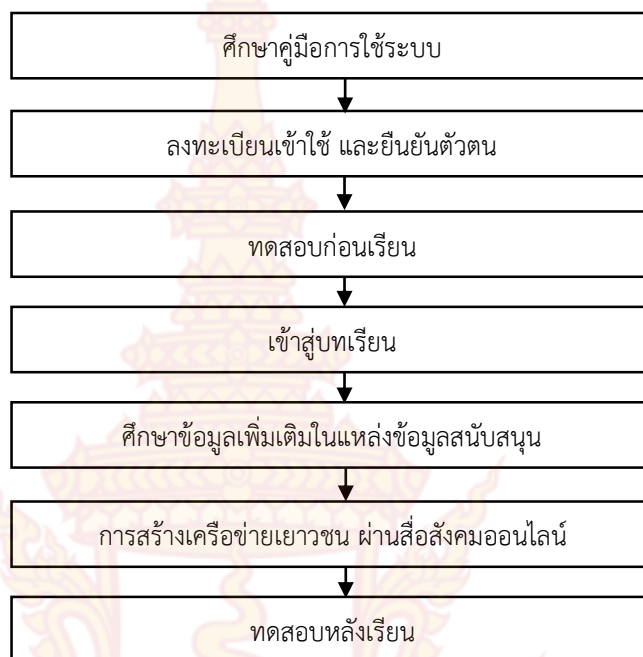 ศึกษาคู่มือการใช้ระบบ
ลงทะเบียนเข้าใช้ และยืนยันตัวตน
ทดสอบก่อนเรียน
เข้าสู่บทเรียน
ศึกษาข้อมูลเพิ่มเติมในแหล่งข้อมูลสนับสนุน
การสร้างเครือข่ายเยาวชน ผ่านสื่อสังคมออนไลน์
ทดสอบหลังเรียน